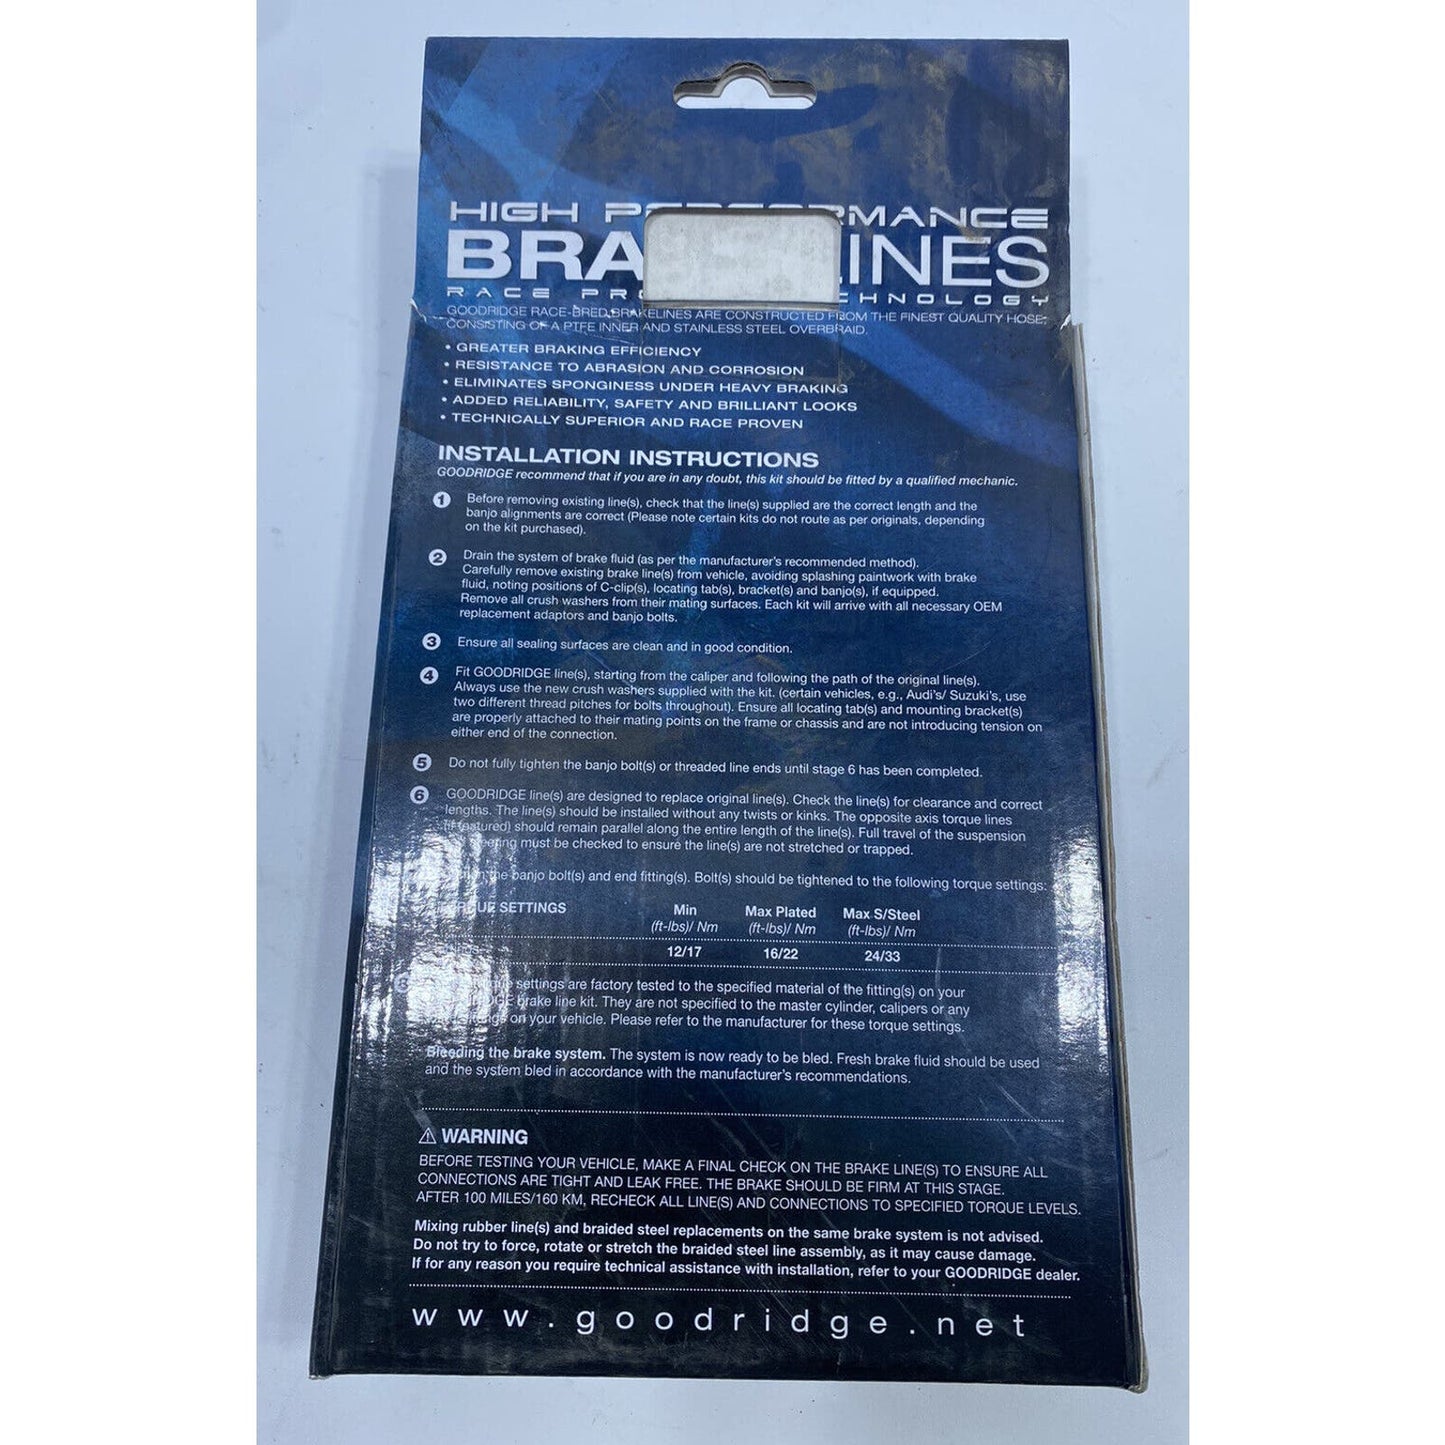 HIGH PERFORMANCE
BRA INES
RACE PRO CHNOLOGY
GOODRIDGE RACE-BRED BRAKELINES ARE CONSTRUCTED FROM THE FINEST QUALITY HOSE,
CONSISTING OF A PTFE INNER AND STAINLESS STEEL OVERBRAID.
• GREATER BRAKING EFFICIENCY
• RESISTANCE TO ABRASION AND CORROSION
• ELIMINATES SPONGINESS UNDER HEAVY BRAKING
• ADDED RELIABILITY, SAFETY AND BRILLIANT LOOKS
• TECHNICALLY SUPERIOR AND RACE PROVEN
INSTALLATION INSTRUCTIONS
GOODRIDGE recommend that if you are in any doubt, this kit should be fitted by a qualified mechanic.
1 Before removing existing line(s), check that the line(s) supplied are the correct length and the
banjo alignments are correct (Please note certain kits do not route as per originals, depending
on the kit purchased).
2 Drain the system of brake fluid (as per the manufacturer's recommended method).
Carefully remove existing brake line(s) from vehicle, avoiding splashing paintwork with brake
fluid, noting positions of C-clip(s), locating tab(s), bracket(s) and banjo(s), if equipped.
Remove all crush washers from their mating surfaces. Each kit will arrive with all necessary OEM
replacement adaptors and banjo bolts.
3 Ensure all sealing surfaces are clean and in good condition.
4 Fit GOODRIDGE line(s), starting from the caliper and following the path of the original line(s).
Always use the new crush washers supplied with the kit. (certain vehicles, e.g., Audi's/ Suzuki's, use
two different thread pitches for bolts throughout). Ensure all locating tab(s) and mounting bracket(s)
are properly attached to their mating points on the frame or chassis and are not introducing tension on
either end of the connection.
5 Do not fully tighten the banjo bolt(s) or threaded line ends until stage 6 has been completed.
6 GOODRIDGE line(s) are designed to replace original line(s). Check the line(s) for clearance and correct
lengths. The line(s) should be installed without any twists or kinks. The opposite axis torque lines
(if featured) should remain parallel along the entire length of the line(s). Full travel of the suspension
must be checked to ensure the line(s) are not stretched or trapped.
the banjo bolt(s) and end fitting(s). Bolt(s) should be tightened to the following torque settings:
TORQUE SETTINGS Min Max Plated Max S/Steel
(ft-lbs)/ Nm (ft-lbs)/ Nm (ft-lbs)/ Nm
12/17 16/22 24/33
8 settings are factory tested to the specified material of the fitting(s) on your
brake line kit. They are not specified to the master cylinder, calipers or any
on your vehicle. Please refer to the manufacturer for these torque settings.
Bleeding the brake system. The system is now ready to be bled. Fresh brake fluid should be used
and the system bled in accordance with the manufacturer's recommendations.
⚠ WARNING
BEFORE TESTING YOUR VEHICLE, MAKE A FINAL CHECK ON THE BRAKE LINE(S) TO ENSURE ALL
CONNECTIONS ARE TIGHT AND LEAK FREE. THE BRAKE SHOULD BE FIRM AT THIS STAGE.
AFTER 100 MILES/160 KM, RECHECK ALL LINE(S) AND CONNECTIONS TO SPECIFIED TORQUE LEVELS.
Mixing rubber line(s) and braided steel replacements on the same brake system is not advised.
Do not try to force, rotate or stretch the braided steel line assembly, as it may cause damage.
If for any reason you require technical assistance with installation, refer to your GOODRIDGE dealer.
www.goodridge.net